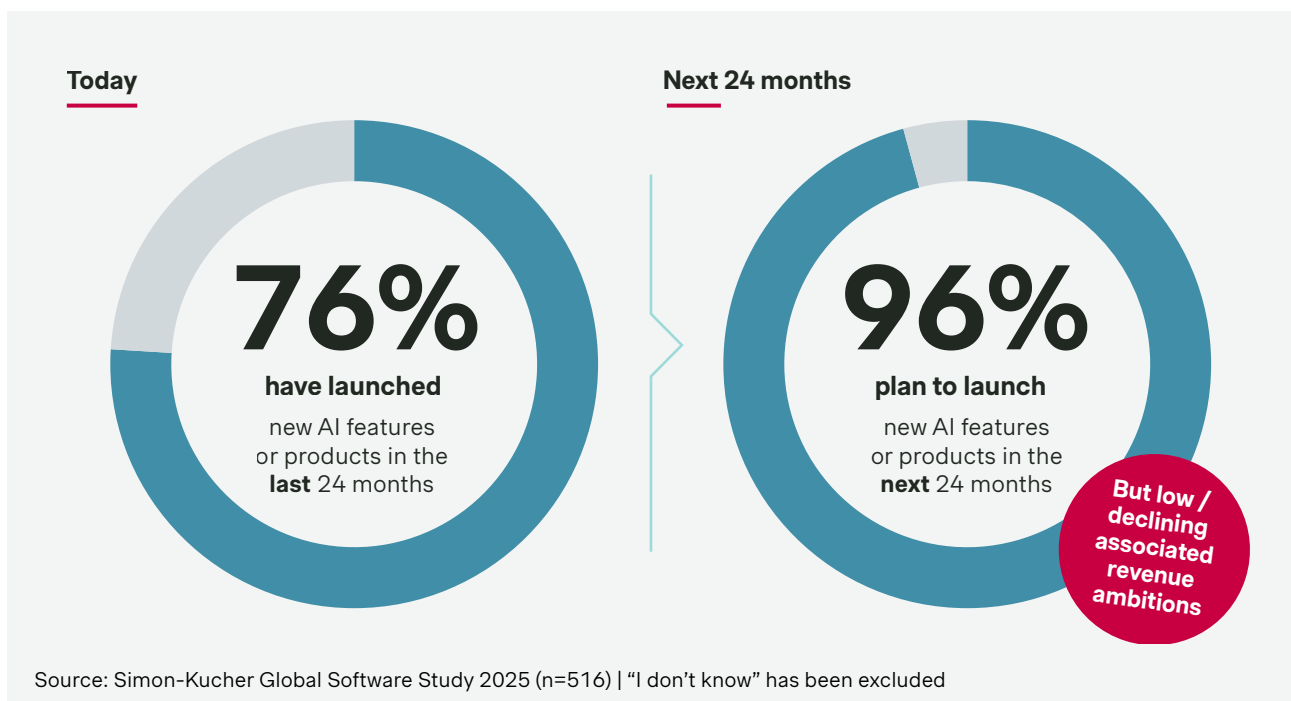 Today
76%
have launched
new AI features
or products in the
last 24 months
Next 24 months
96%
plan to launch
new AI features
or products in the
next 24 months
But low /
declining
associated
revenue
ambitions
Source: Simon-Kucher Global Software Study 2025 (n=516) | “I don’t know” has been excluded